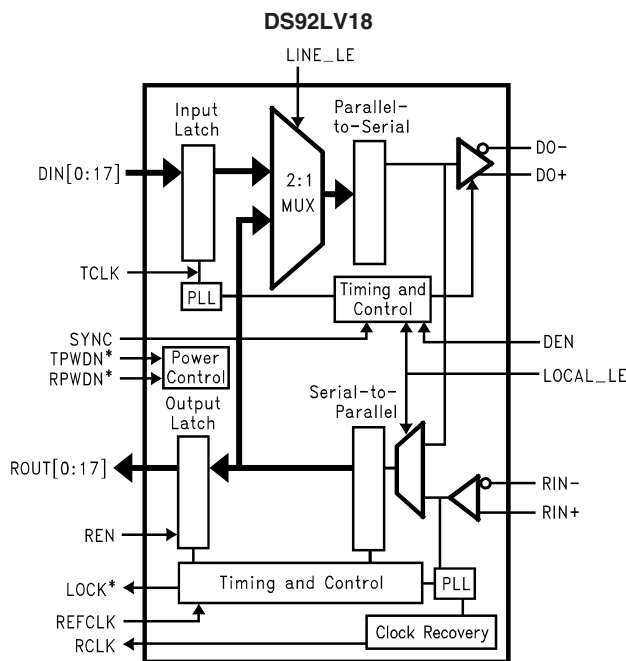 DS92LV18
LINE_LE
Input
Latch
Parallel-
to-Serial
DIN[0:17]
2:1
MUX
DO-
DO+
TCLK
PLL
Timing and
Control
SYNC
TPWDN*
RPWDN*
Power
Control
DEN
LOCAL_LE
Output
Latch
Serial-to-
Parallel
ROUT[0:17]
RIN-
RIN+
REN
LOCK*
Timing and Control
PLL
REFCLK
RCLK
Clock Recovery